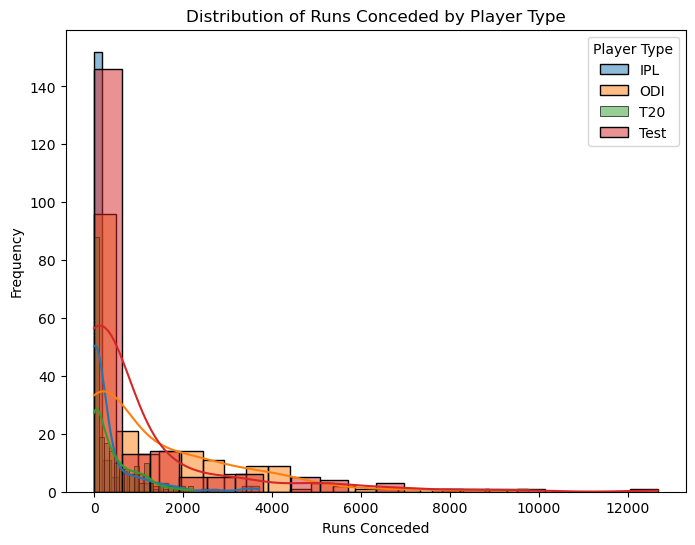 Distribution of Runs Conceded by Player Type
Player Type
IPL
ODI
T20
Test
Frequency
140
120
100
80
60
40
20
0
0 2000 4000 6000 8000 10000 12000
Runs Conceded